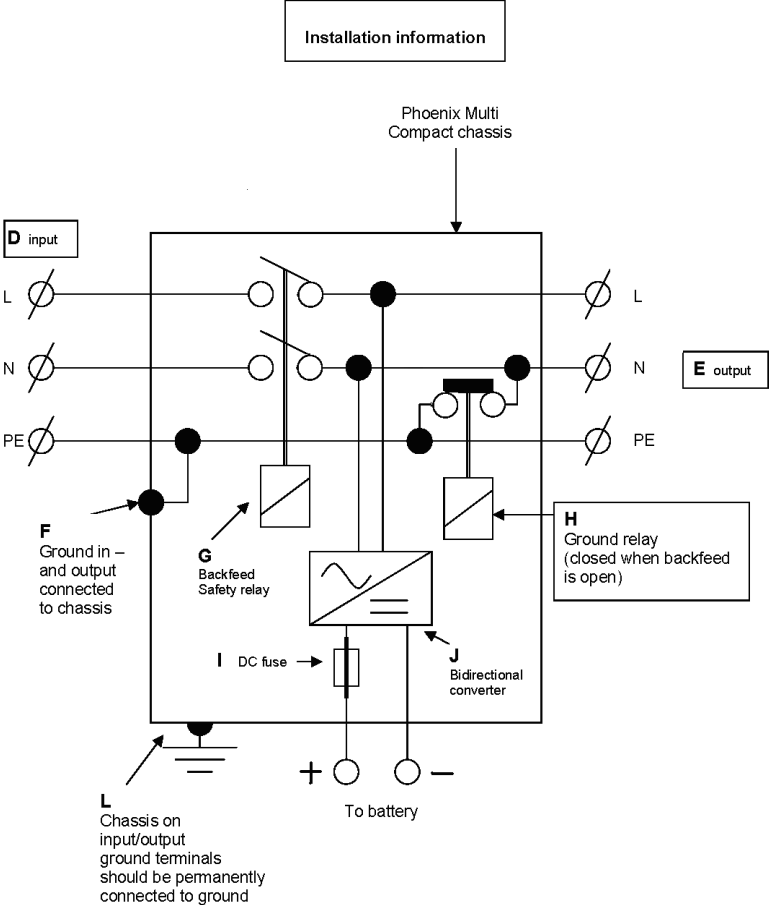 Installation information
Phoenix Multi
Compact chassis
D input
L
L
N
N
E output
PE
PE
F
Ground in –
and output
connected
to chassis
G
Backfeed
Safety relay
H
Ground relay
(closed when backfeed
is open)
I DC fuse
J
Bidirectional
converter
+
–
To battery
L
Chassis on
input/output
ground terminals
should be permanently
connected to ground